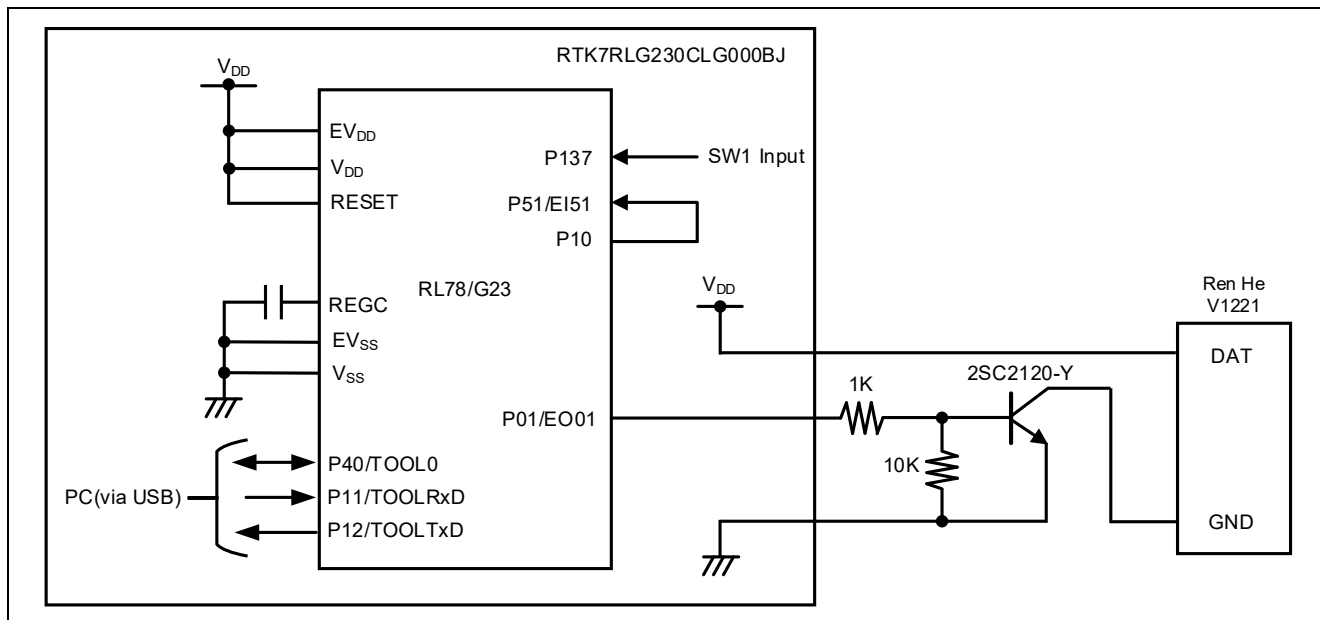 RTK7RLG230CLG000BJ
VDD
EVDD
VDD
RESET
P137
SW1 Input
P51/EI51
P10
RL78/G23
REGC
EVSS
VSS
VDD
Ren He
V1221
DAT
2SC2120-Y
1K
P01/EO01
10K
GND
PC(via USB)
P40/TOOL0
P11/TOOLRxD
P12/TOOLTxD